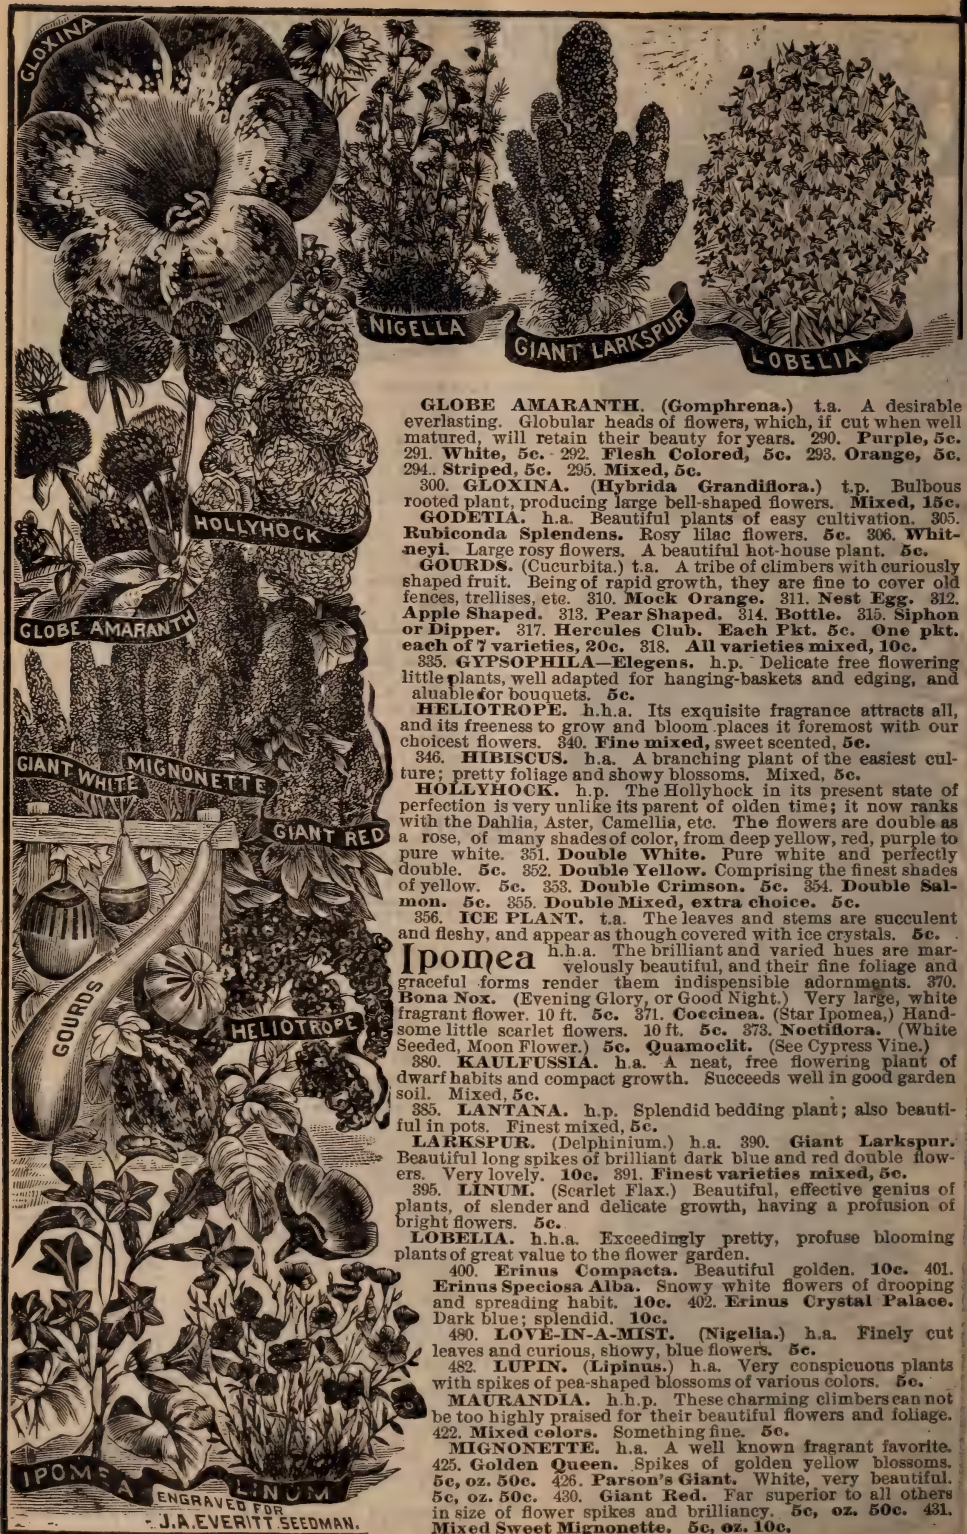 GLOXINA
NIGELLA
GIANT LARKSPUR
LOBELIA
HOLLYHOCK
GLOBE AMARANTH
GIANT WHITE
MIGNONETTE
GIANT RED
GOURDS
HELIOTROPE
IPOMEA
LINUM
ENGRAVED FOR
J.A.EVERITT.SEEDMAN.
GLOBE AMARANTH. (Gomphrena.) t.a. A desirable
everlasting. Globular heads of flowers, which, if cut when well
matured, will retain their beauty for years. 290. Purple, 5c.
291. White, 5c. 292. Flesh Colored, 5c. 293. Orange, 5c.
294. Striped, 5c. 295. Mixed, 5c.
300. GLOXINA. (Hybrida Grandiflora.) t.p. Bulbous
rooted plant, producing large bell-shaped flowers. Mixed, 15c.
GODETIA. h.a. Beautiful plants of easy cultivation. 305.
Rubiconda Splendens. Rosy lilac flowers. 5c. 306. Whit-
neyi. Large rosy flowers. A beautiful hot-house plant. 5c.
GOURDS. (Cucurbita.) t.a. A tribe of climbers with curiously
shaped fruit. Being of rapid growth, they are fine to cover old
fences, trellises, etc. 310. Mock Orange. 311. Nest Egg. 312.
Apple Shaped. 313. Pear Shaped. 314. Bottle. 315. Siphon
or Dipper. 317. Hercules Club. Each Pkt. 5c. One pkt.
each of 7 varieties, 20c. 318. All varieties mixed, 10c.
335. GYPSOPHILA—Elegens. h.p. Delicate free flowering
little plants, well adapted for hanging-baskets and edging, and
aluable for bouquets. 5c.
HELIOTROPE. h.h.a. Its exquisite fragrance attracts all,
and its freeness to grow and bloom places it foremost with our
choicest flowers. 340. Fine mixed, sweet scented, 5c.
346. HIBISCUS. h.a. A branching plant of the easiest cul-
ture; pretty foliage and showy blossoms. Mixed, 5c.
HOLLYHOCK. h.p. The Hollyhock in its present state of
perfection is very unlike its parent of olden time; it now ranks
with the Dahlia, Aster, Camellia, etc. The flowers are double as
a rose, of many shades of color, from deep yellow, red, purple to
pure white. 351. Double White. Pure white and perfectly
double. 5c. 352. Double Yellow. Comprising the finest shades
of yellow. 5c. 353. Double Crimson. 5c. 354. Double Sal-
mon. 5c. 355. Double Mixed, extra choice. 5c.
356. ICE PLANT. t.a. The leaves and stems are succulent
and fleshy, and appear as though covered with ice crystals. 5c.
Ipomea h.h.a. The brilliant and varied hues are mar-
velously beautiful, and their fine foliage and
graceful forms render them indispensible adornments. 370.
Bona Nox. (Evening Glory, or Good Night.) Very large, white
fragrant flower. 10 ft. 5c. 371. Coccinea. (Star Ipomea,) Hand-
some little scarlet flowers. 10 ft. 5c. 373. Noctiflora. (White
Seeded, Moon Flower.) 5c. Quamoclit. (See Cypress Vine.)
380. KAULFUSSIA. h.a. A neat, free flowering plant of
dwarf habits and compact growth. Succeeds well in good garden
soil. Mixed, 5c.
385. LANTANA. h.p. Splendid bedding plant; also beauti-
ful in pots. Finest mixed, 5c.
LARKSPUR. (Delphinium.) h.a. 390. Giant Larkspur.
Beautiful long spikes of brilliant dark blue and red double flow-
ers. Very lovely. 10c. 391. Finest varieties mixed, 5c.
395. LINUM. (Scarlet Flax.) Beautiful, effective genius of
plants, of slender and delicate growth, having a profusion of
bright flowers. 5c.
LOBELIA. h.h.a. Exceedingly pretty, profuse blooming
plants of great value to the flower garden.
400. Erinus Compacta. Beautiful golden. 10c. 401.
Erinus Speciosa Alba. Snowy white flowers of drooping
and spreading habit. 10c. 402. Erinus Crystal Palace.
Dark blue; splendid. 10c.
480. LOVE-IN-A-MIST. (Nigelia.) h.a. Finely cut
leaves and curious, showy, blue flowers. 5c.
482. LUPIN. (Lipinus.) h.a. Very conspicuous plants
with spikes of pea-shaped blossoms of various colors. 5c.
MAURANDIA. h.h.p. These charming climbers can not
be too highly praised for their beautiful flowers and foliage.
422. Mixed colors. Something fine. 5c.
MIGNONETTE. h.a. A well known fragrant favorite.
425. Golden Queen. Spikes of golden yellow blossoms.
5c, oz. 50c. 426. Parson's Giant. White, very beautiful.
5c, oz. 50c. 430. Giant Red. Far superior to all others
in size of flower spikes and brilliancy. 5c, oz. 50c. 431.
Mixed Sweet Mignonette. 5c, oz. 10c.